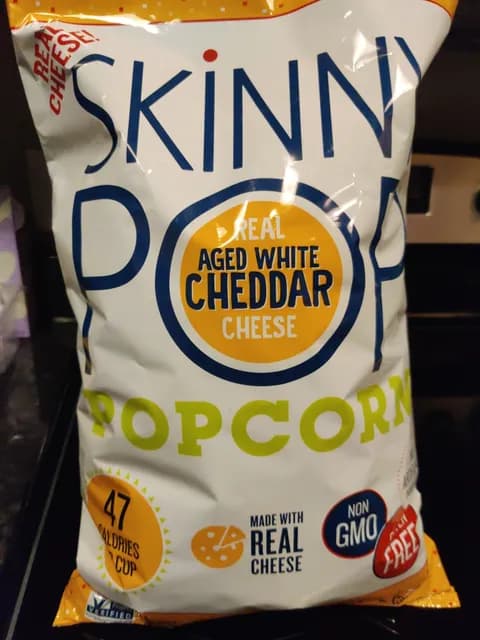 REAL
CHEESE!
SKINNY
POP
REAL
AGED WHITE
CHEDDAR
CHEESE
POPCORN
47
CALORIES
CUP
MADE WITH
REAL
CHEESE
NON
GMO
FREE
VERIFIED